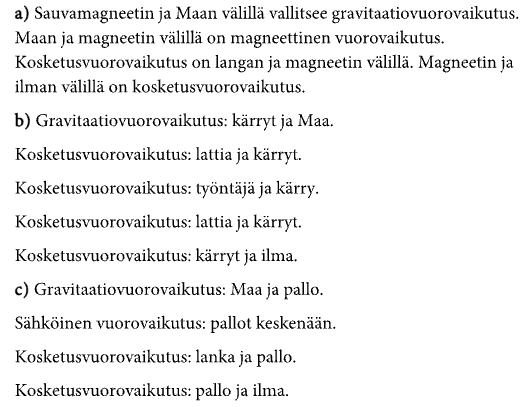 a) Sauvamagneetin ja Maan välillä vallitsee gravitaatiovuorovaikutus.
Maan ja magneetin välillä on magneettinen vuorovaikutus.
Kosketusvuorovaikutus on langan ja magneetin välillä. Magneetin ja
ilman välillä on kosketusvuorovaikutus.
b) Gravitaatiovuorovaikutus: kärryt ja Maa.
Kosketusvuorovaikutus: lattia ja kärryt.
Kosketusvuorovaikutus: työntäjä ja kärry.
Kosketusvuorovaikutus: lattia ja kärryt.
Kosketusvuorovaikutus: kärryt ja ilma.
c) Gravitaatiovuorovaikutus: Maa ja pallo.
Sähköinen vuorovaikutus: pallot keskenään.
Kosketusvuorovaikutus: lanka ja pallo.
Kosketusvuorovaikutus: pallo ja ilma.